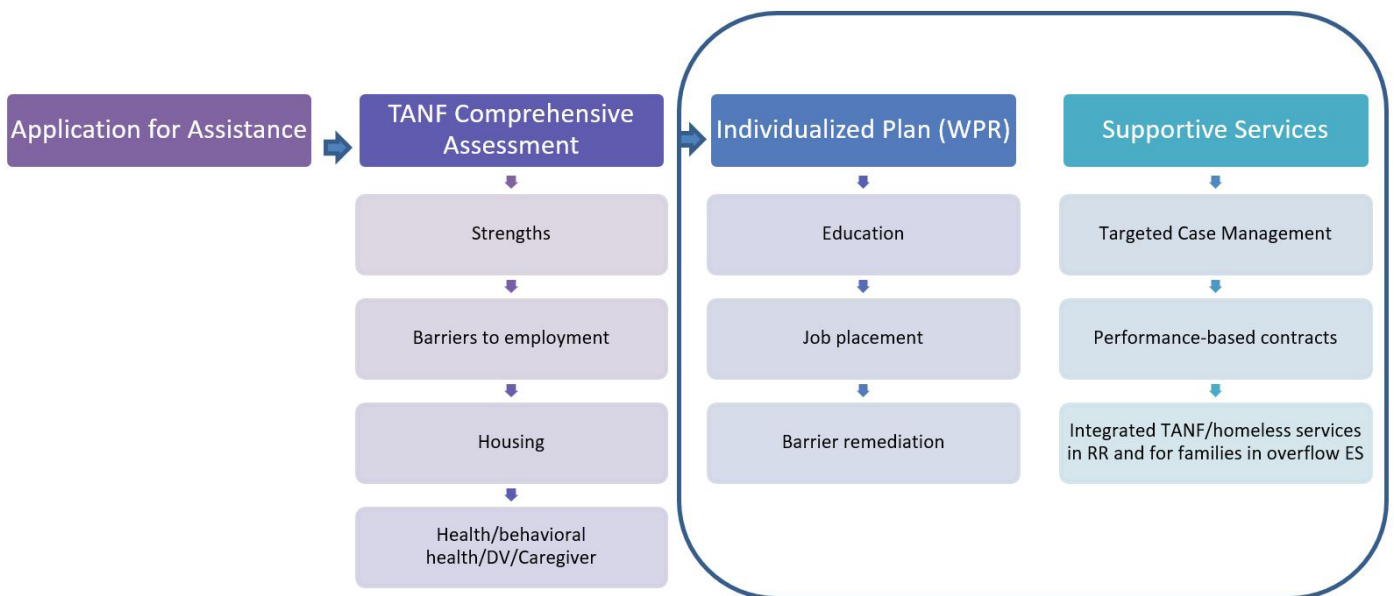 Application for Assistance
TANF Comprehensive
Assessment
Strengths
Barriers to employment
Housing
Health/behavioral
health/DV/Caregiver
Individualized Plan (WPR)
Education
Job placement
Barrier remediation
Supportive Services
Targeted Case Management
Performance-based contracts
Integrated TANF/homeless services
in RR and for families in overflow ES